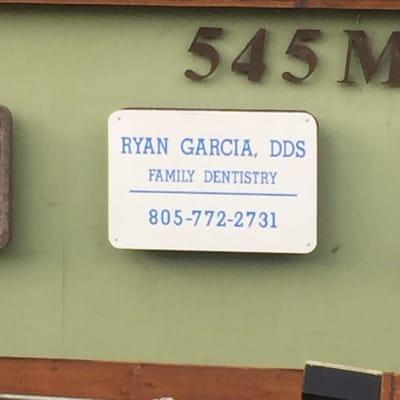 545 M
RYAN GARCIA, DDS
FAMILY DENTISTRY
805-772-2731